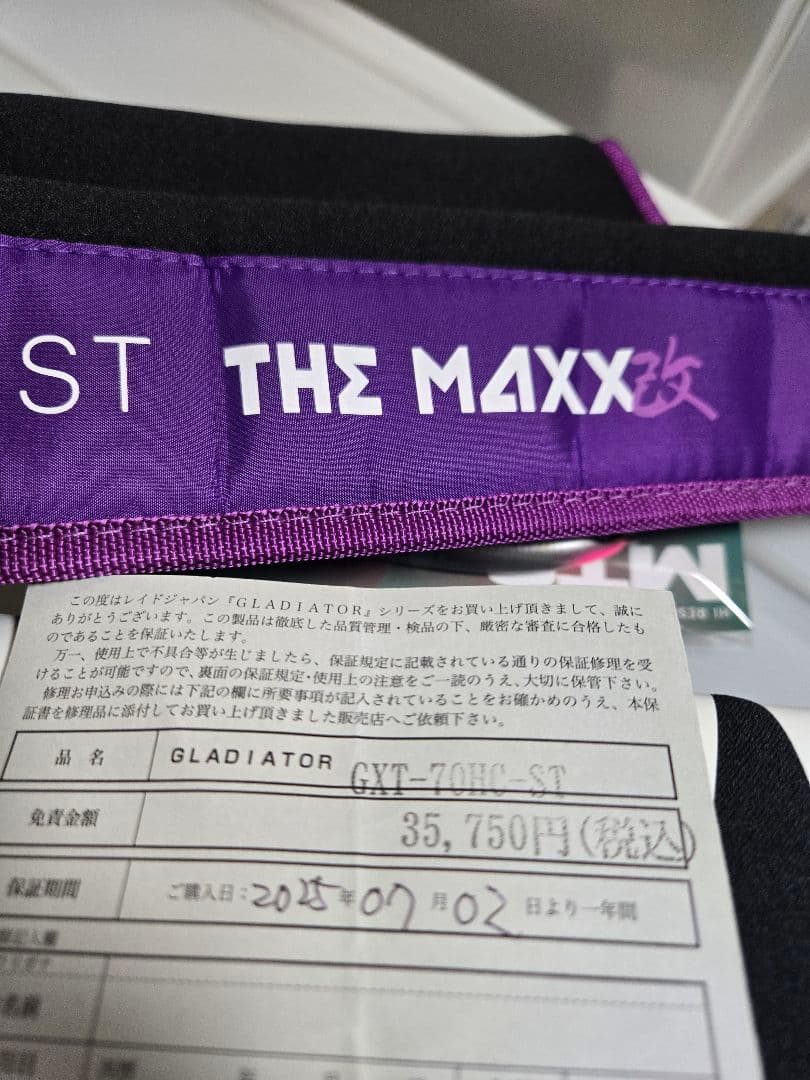 ST THE MAXX改
この度はレイドジャパン『GLADIATOR』シリーズをお買い上げ頂きまして、誠に
ありがとうございます。この製品は徹底した品質管理・検品の下、厳密な審査に合格したも
のであることを保証いたします。
万一、使用上で不具合等が生じましたら、保証規定に記載されている通りの保証修理を受
けることが可能ですので、裏面の保証規定・使用上の注意をご一読のうえ、大切に保管下さい。
修理お申込みの際には下記の欄に所要事項が記入されていることをお確かめのうえ、本保
証書を修理品に添付してお買い上げ頂きました販売店へご依頼下さい。
品名 GLADIATOR GXT-70HC-ST
免責金額 35,750円(税込)
保証期間 ご購入日:2025年07月02日より一年間